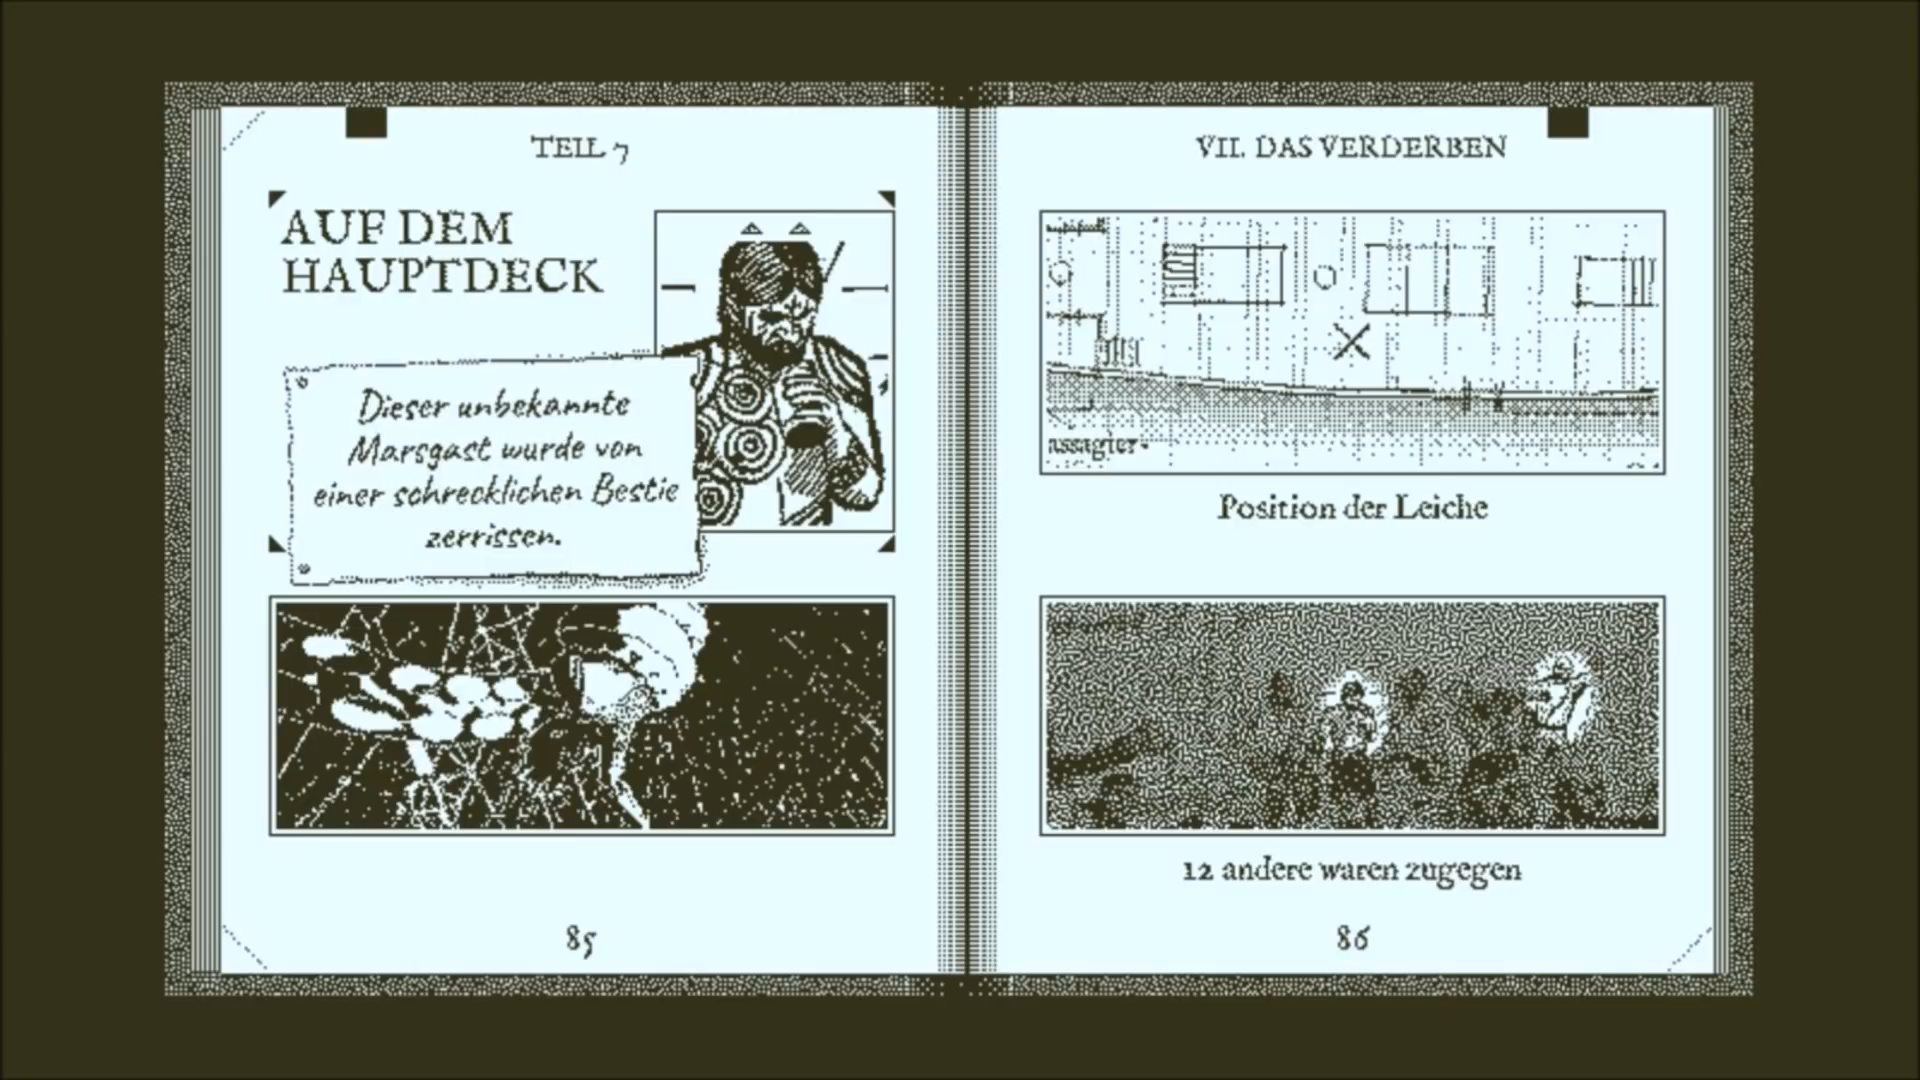 TEIL 7
AUF DEM
HAUPTDECK
Dieser unbekannte
Marsgast wurde von
einer schrecklichen Bestie
zerrissen.
85
VII. DAS VERDERBEN
assagier-
Position der Leiche
12 andere waren zugegen
86